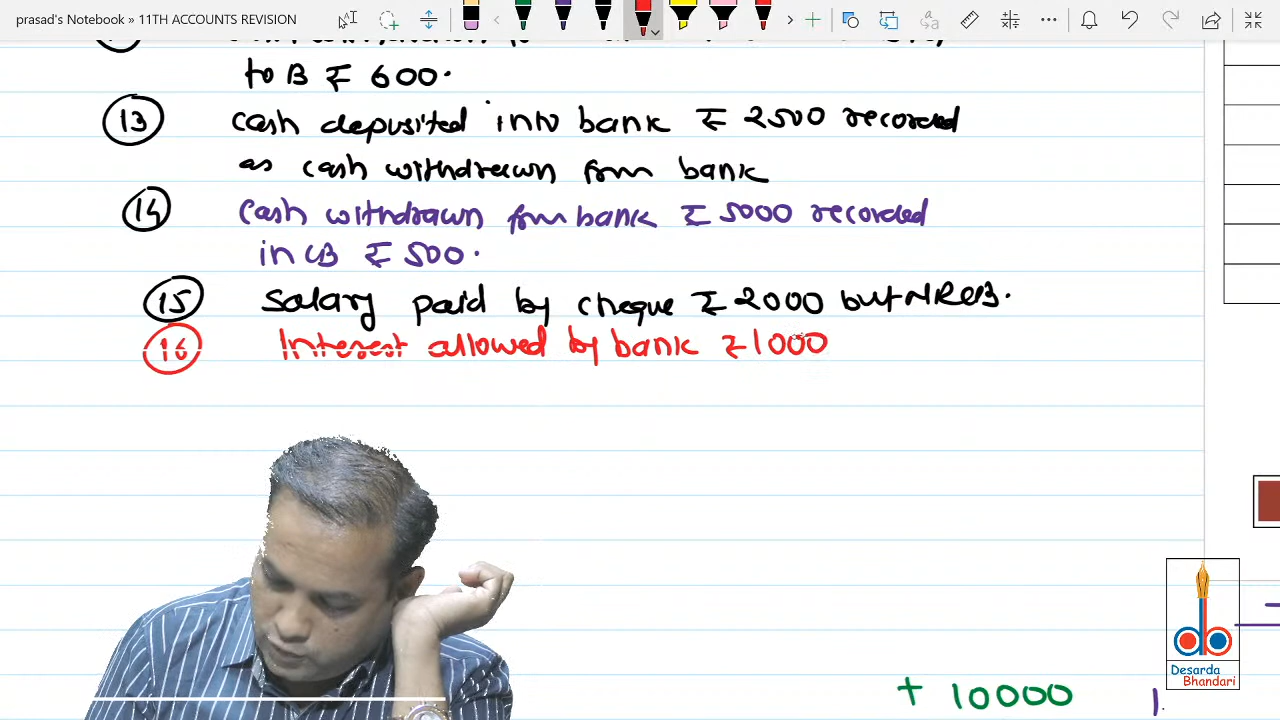 prasad's Notebook » 11TH ACCOUNTS REVISION
to B ₹ 600.
13 cash deposited into bank ₹ 2500 recorded
as cash withdrawn from bank
14 cash withdrawn from bank ₹ 5000 recorded
in CB ₹ 500.
15 Salary paid by cheque ₹ 2000 but NRCB.
16 Interest allowed by bank ₹ 1000
+ 10000
db
Desarda
Bhandari